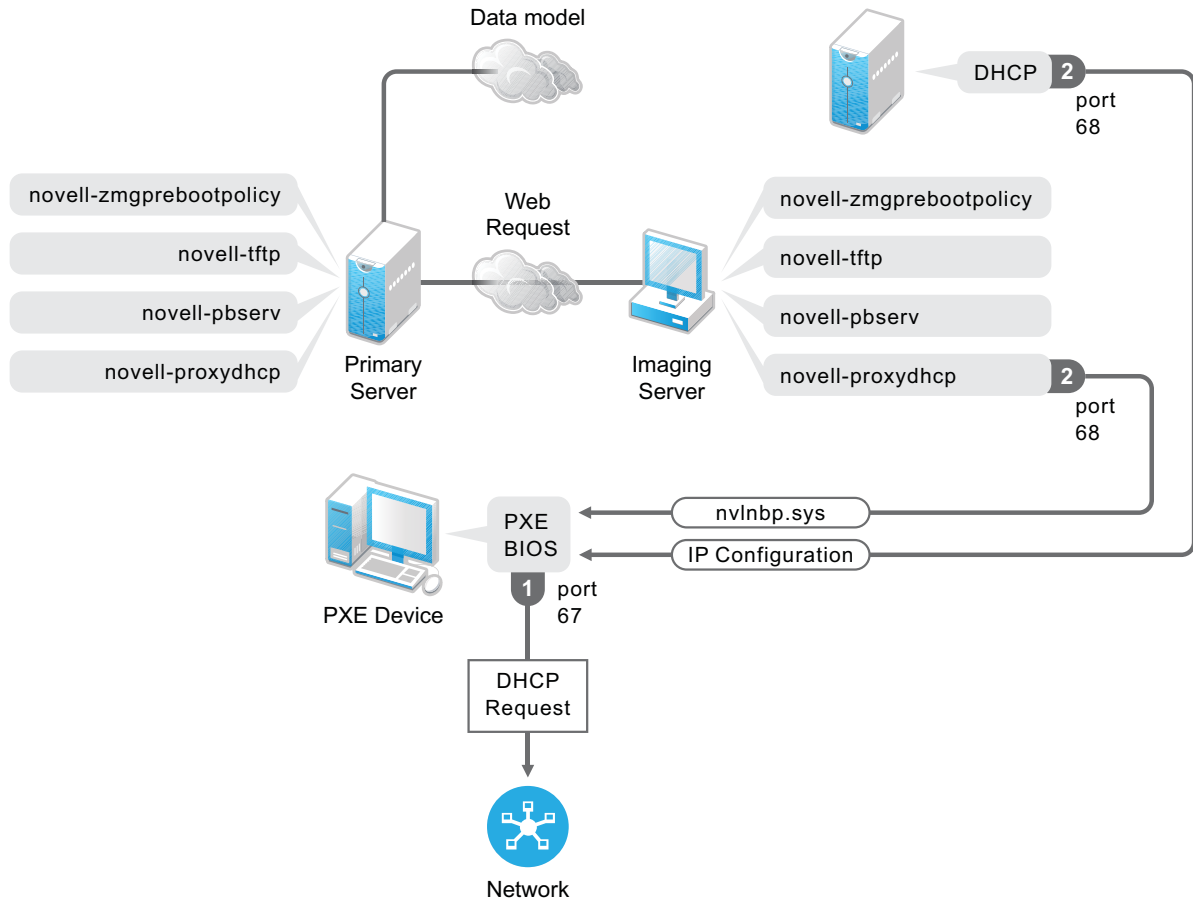 Data model
DHCP
2
port
68
novell-zmgprebootpolicy
novell-tftp
novell-pbserv
novell-proxydhcp
Primary
Server
Web
Request
Imaging
Server
novell-zmgprebootpolicy
novell-tftp
novell-pbserv
novell-proxydhcp
2
port
68
nvlnbp.sys
IP Configuration
PXE
BIOS
1
port
67
PXE Device
DHCP
Request
Network